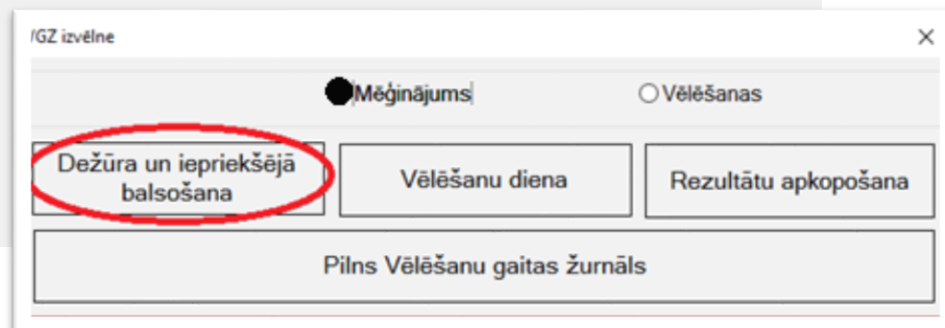 /GZ izvēlne
Mēģinājums
Vēlēšanas
Dežūra un iepriekšējā
balsošana
Vēlēšanu diena
Rezultātu apkopošana
Pilns Vēlēšanu gaitas žurnāls